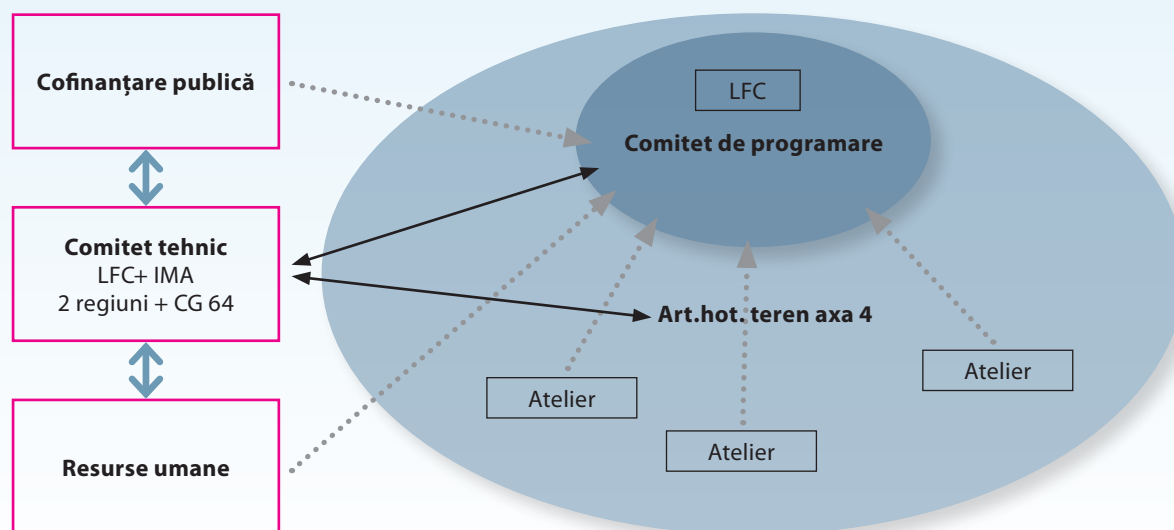 Cofinanțare publică
Comitet tehnic
LFC+ IMA
2 regiuni + CG 64
Resurse umane
LFC
Comitet de programare
Art.hot. teren axa 4
Atelier
Atelier
Atelier